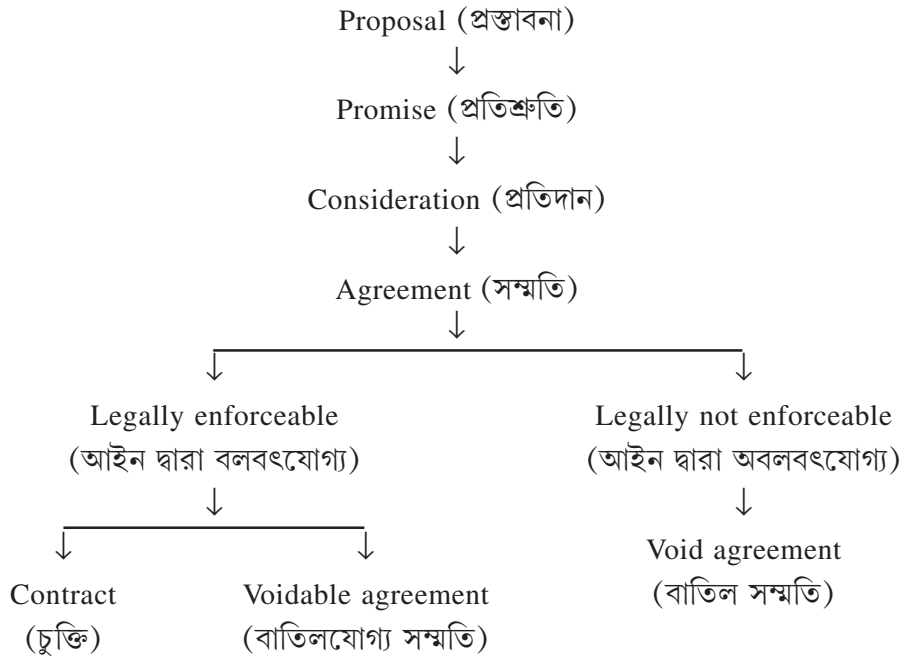 Proposal (প্রস্তাবনা)
↓
Promise (প্রতিশ্রুতি)
↓
Consideration (প্রতিদান)
↓
Agreement (সম্মতি)
↓
↓ ↓
Legally enforceable Legally not enforceable
(আইন দ্বারা বলবৎযোগ্য) (আইন দ্বারা অবলবৎযোগ্য)
↓ ↓
↓ ↓ Void agreement
Contract Voidable agreement (বাতিল সম্মতি)
(চুক্তি) (বাতিলযোগ্য সম্মতি)